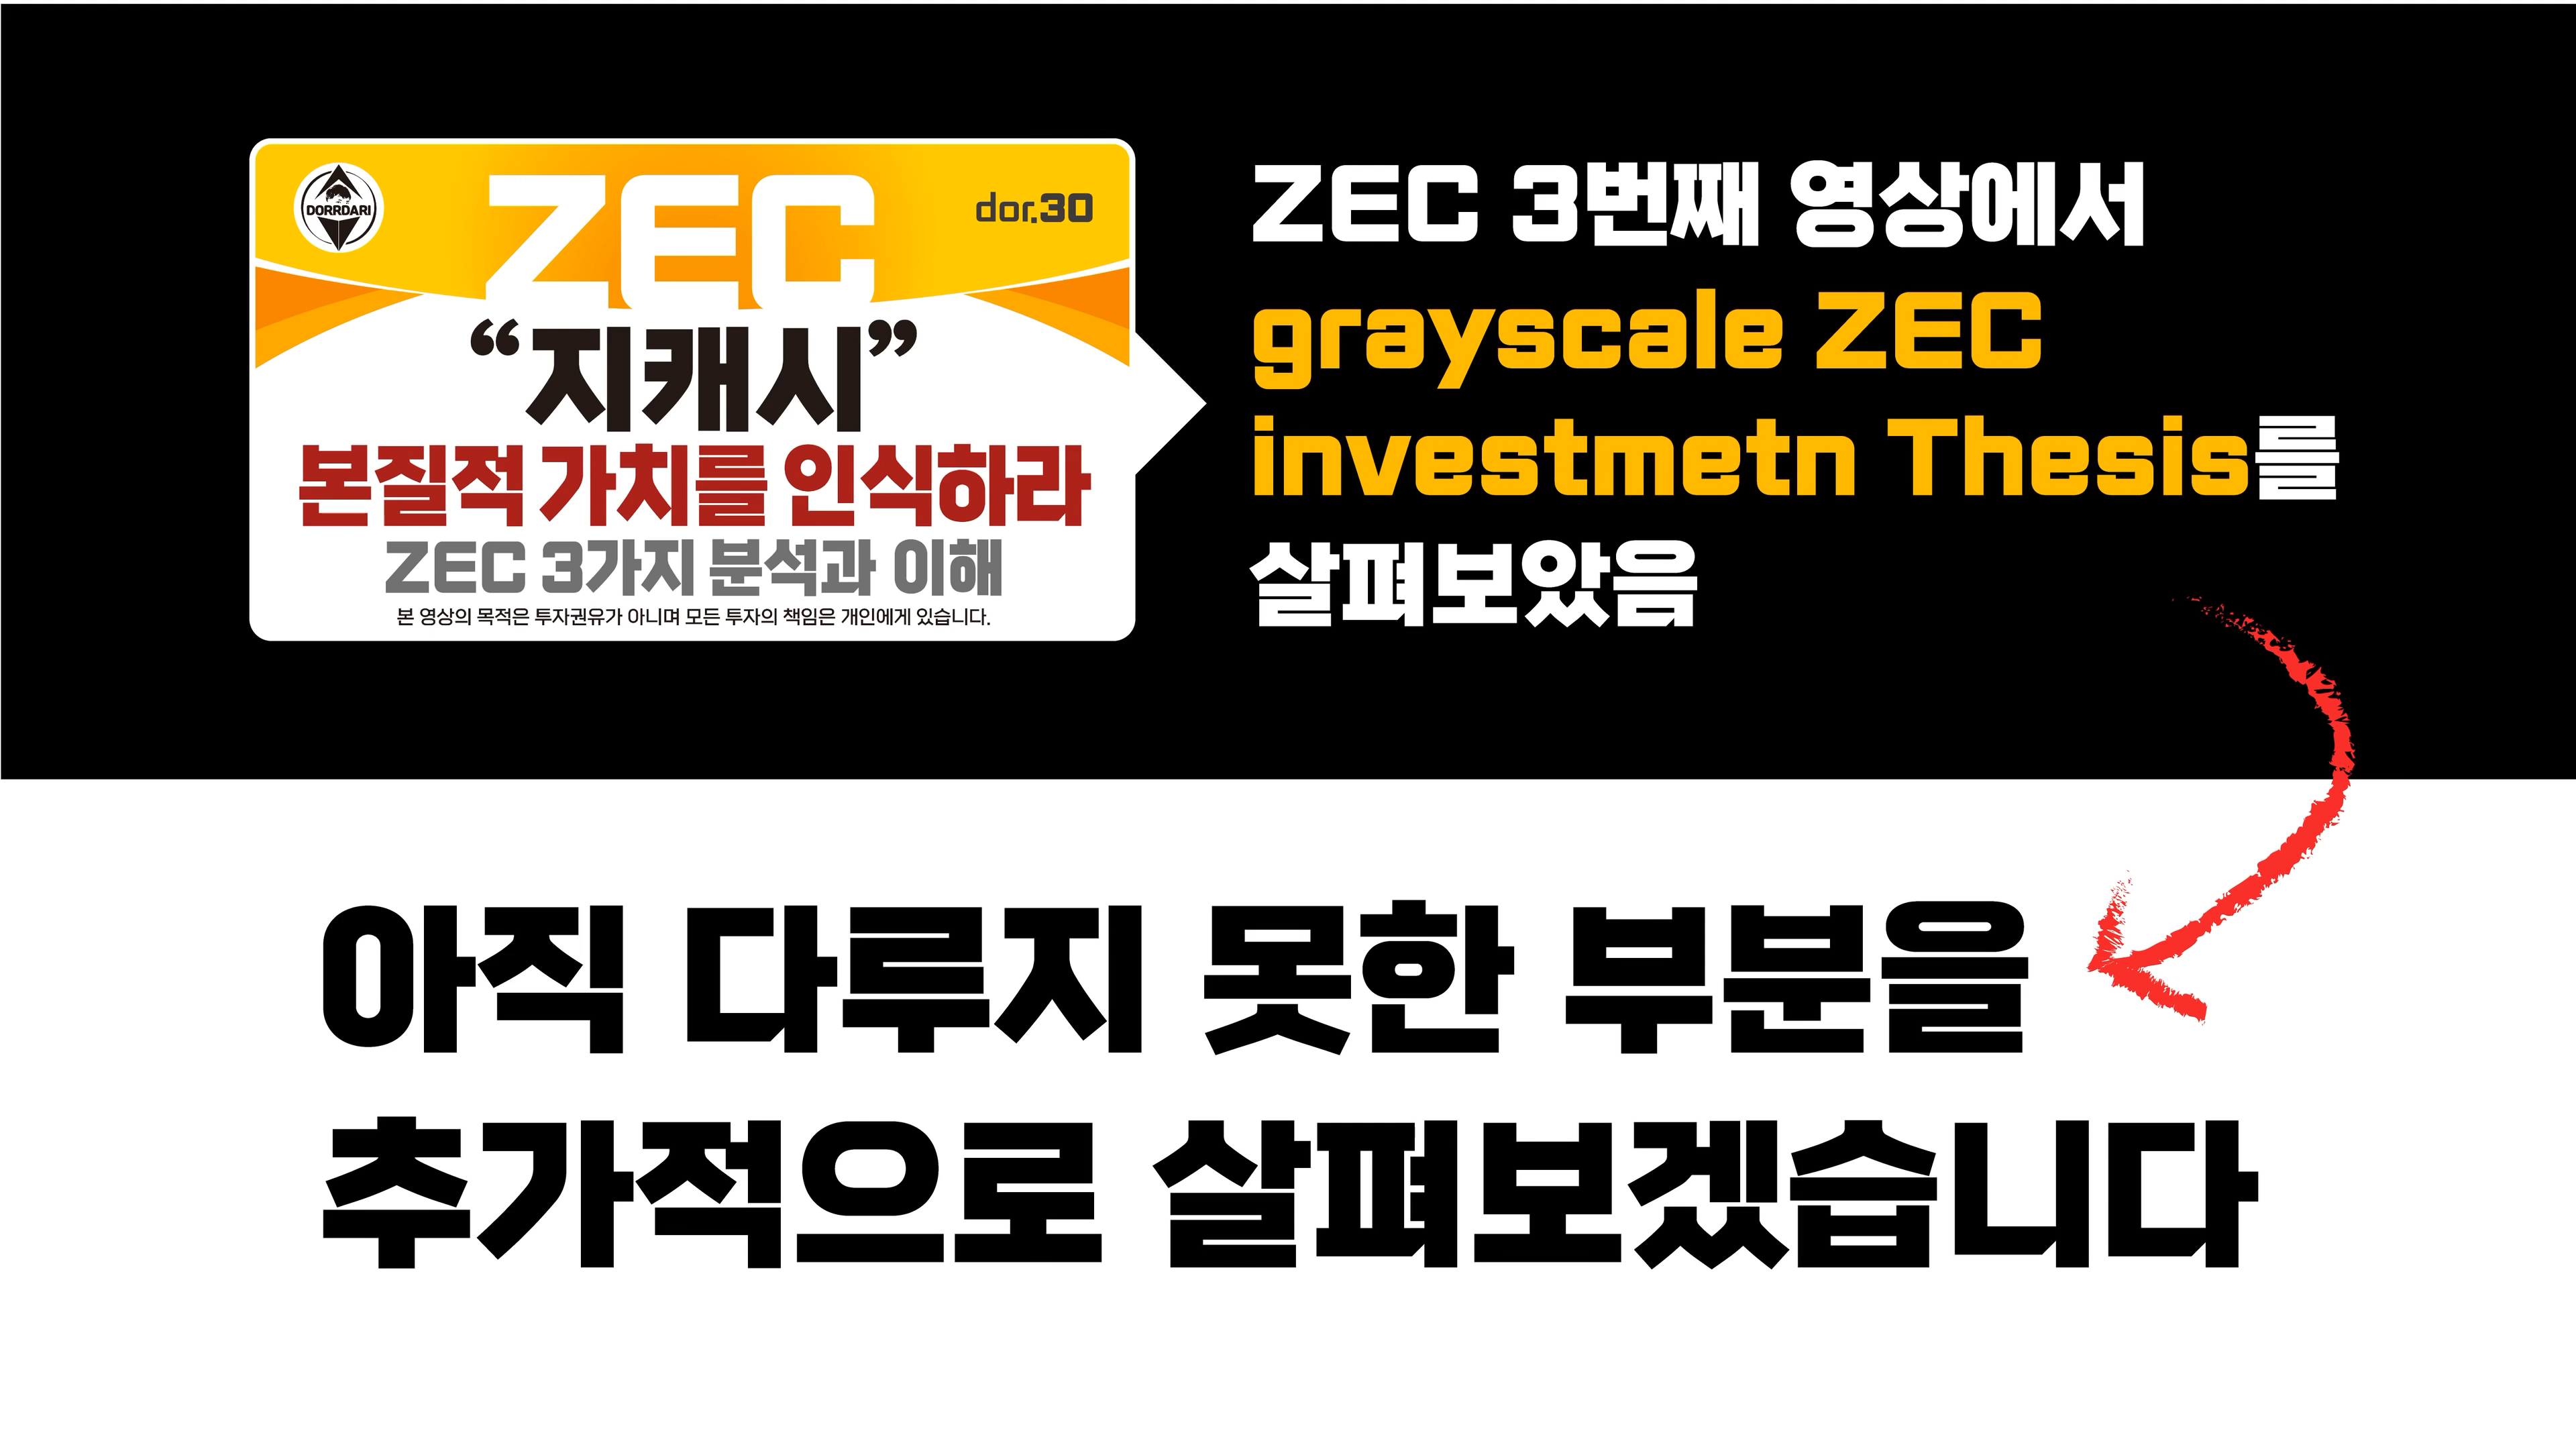 DORRDARI
ZEC
dor.30
“지캐시”
본질적 가치를 인식하라
ZEC 3가지 분석과 이해
본 영상의 목적은 투자권유가 아니며 모든 투자의 책임은 개인에게 있습니다.
ZEC 3번째 영상에서
grayscale ZEC
investmetn Thesis를
살펴보았음
아직 다루지 못한 부분을
추가적으로 살펴보겠습니다